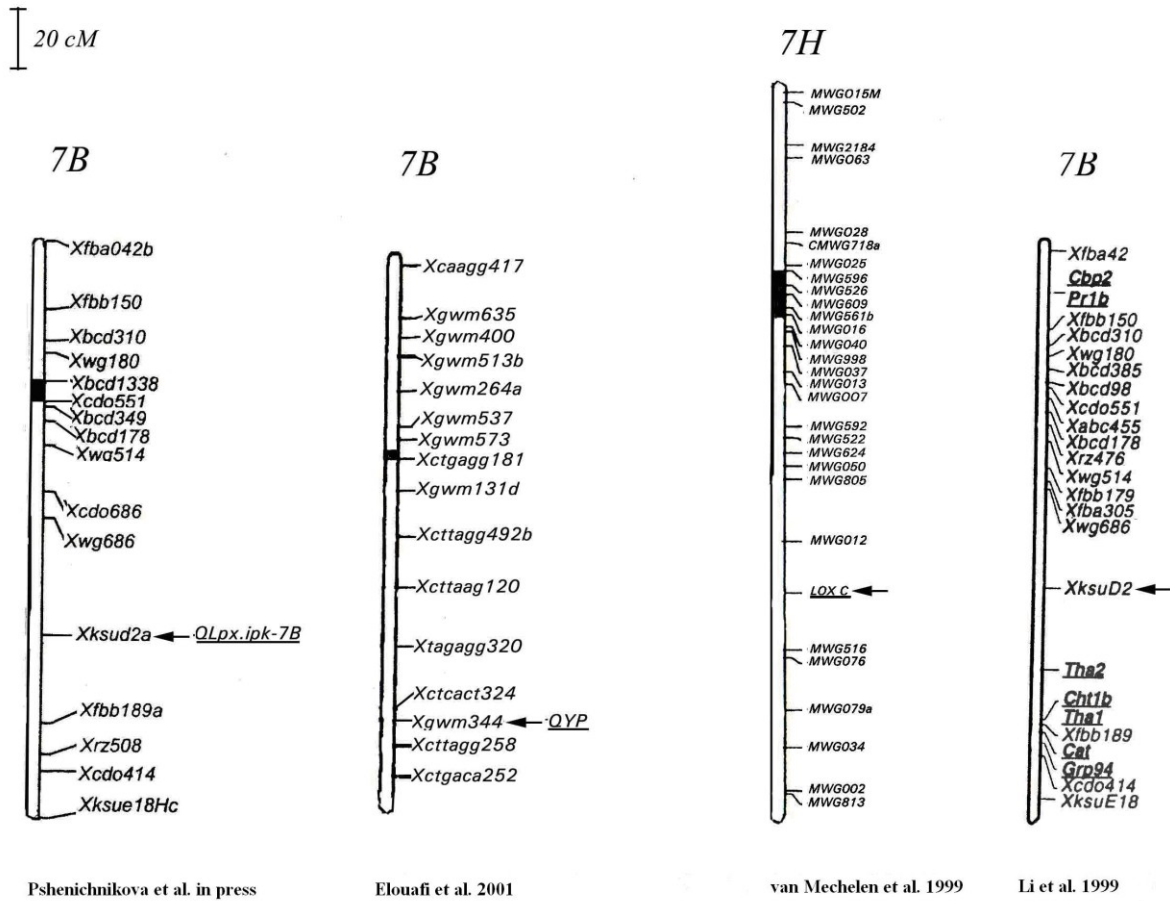 20 cM
7B
Xfba042b
Xfbb150
Xbcd310
Xwg180
Xbcd1338
Xcdo551
Xbcd349
Xbcd178
Xwg514
Xcdo686
Xwg686
Xksud2a
QLpx.ipk-7B
Xfbb189a
Xrz508
Xcdo414
Xksue18Hc
Pshenichnikova et al. in press
7B
Xcaagg417
Xgwm635
Xgwm400
Xgwm513b
Xgwm264a
Xgwm537
Xgwm573
Xctgagg181
Xgwm131d
Xcttagg492b
Xcttaag120
Xtagagg320
Xctcact324
Xgwm344
QYP
Xcttagg258
Xctgaca252
Elouafi et al. 2001
7H
MWG015M
MWG502
MWG2184
MWG063
MWG028
CMWG718a
MWG025
MWG596
MWG526
MWG609
MWG561b
MWG016
MWG040
MWG998
MWG037
MWG013
MWG007
MWG592
MWG522
MWG624
MWG050
MWG805
MWG012
LOX C
MWG516
MWG076
MWG079a
MWG034
MWG002
MWG813
van Mechelen et al. 1999
7B
Xfba42
Cbp2
Pr1b
Xfbb150
Xbcd310
Xwg180
Xbcd385
Xbcd98
Xcdo551
Xabc455
Xbcd178
Xrz476
Xwg514
Xfbb179
Xfba305
Xwg686
XksuD2
Tha2
Cht1b
Tha1
Xfbb189
Cat
Grp94
Xcdo414
XksuE18
Li et al. 1999